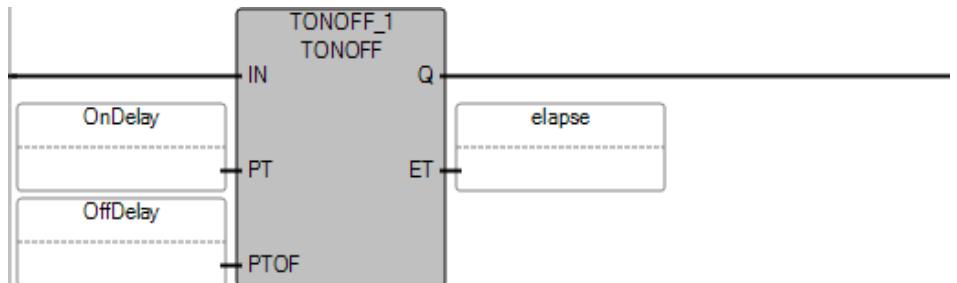 TONOFF_1
TONOFF
IN Q
OnDelay elapse
PT ET
OffDelay
PTOF